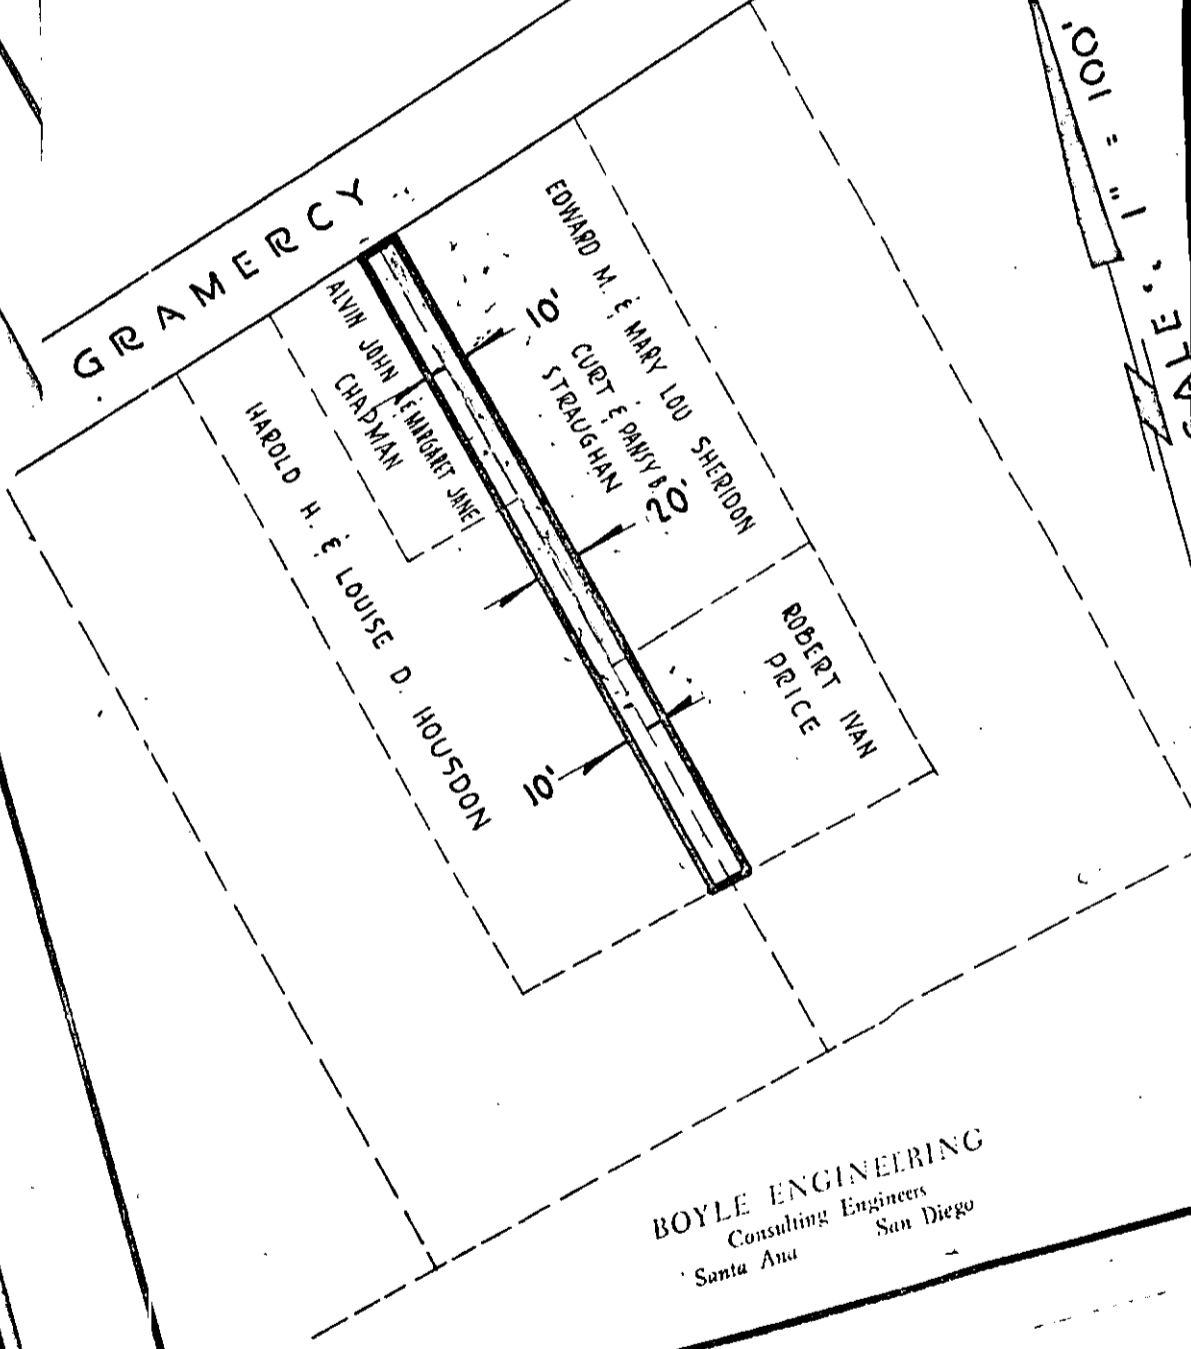 GRAMERCY
1" = 100'
EDWARD M. & MARY LOU SHERIDON
CURT & PANSY B.
STRAUGHAN
10'
20'
ALVIN JOHN & MARGARET JANE
CHAPMAN
HAROLD H. & LOUISE D. HOUSDON
ROBERT IVAN
PRICE
10'
BOYLE ENGINEERING
Consulting Engineers
Santa Ana San Diego